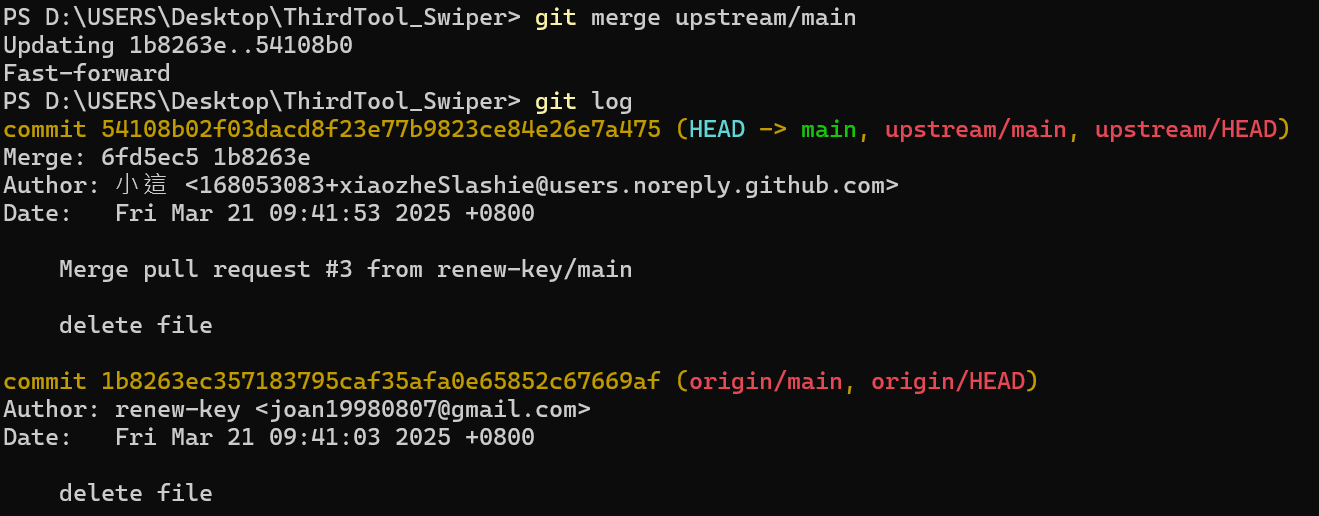 PS D:\USERS\Desktop\ThirdTool_Swiper> git merge upstream/main
Updating 1b8263e..54108b0
Fast-forward
PS D:\USERS\Desktop\ThirdTool_Swiper> git log
commit 54108b02f03dacd8f23e77b9823ce84e26e7a475 (HEAD -> main, upstream/main, upstream/HEAD)
Merge: 6fd5ec5 1b8263e
Author: 小這 <168053083+xiaozheSlashie@users.noreply.github.com>
Date:   Fri Mar 21 09:41:53 2025 +0800
    Merge pull request #3 from renew-key/main
    delete file
commit 1b8263ec357183795caf35afa0e65852c67669af (origin/main, origin/HEAD)
Author: renew-key <joan19980807@gmail.com>
Date:   Fri Mar 21 09:41:03 2025 +0800
    delete file